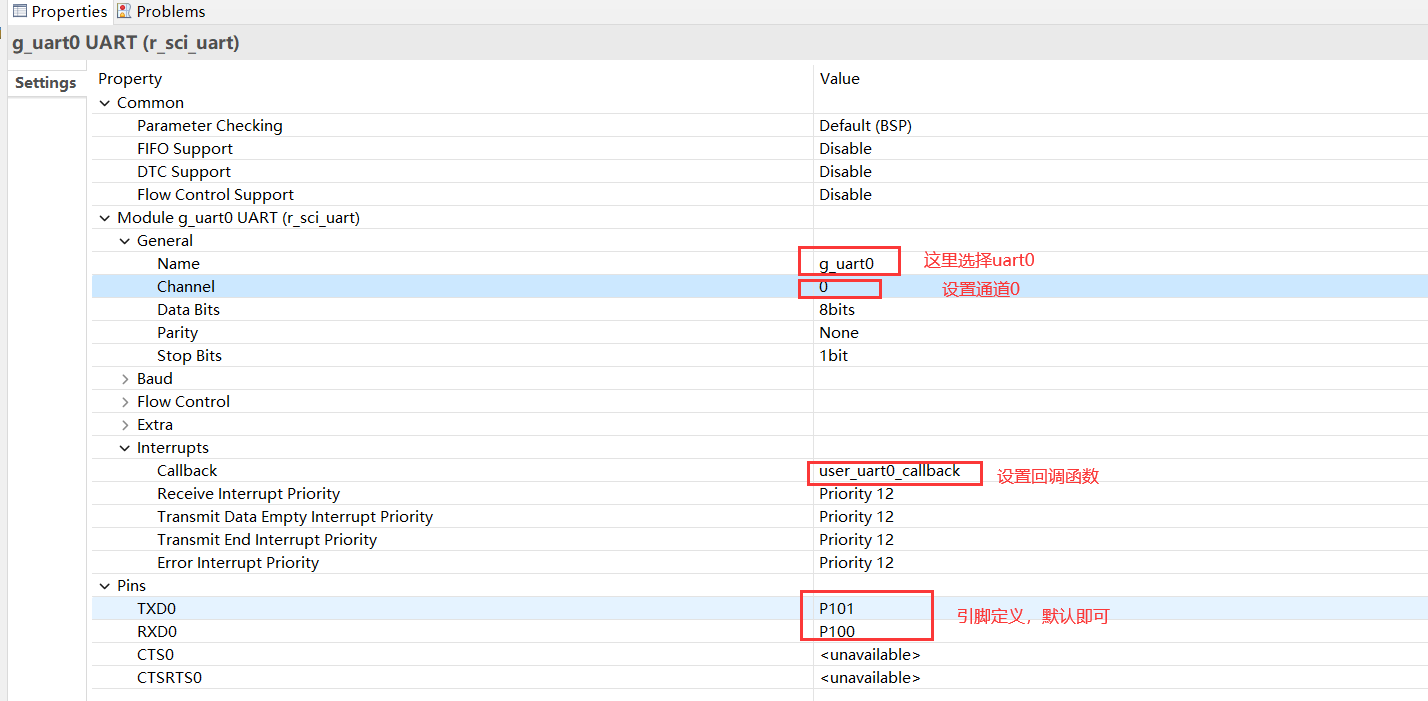 Properties Problems
g_uart0 UART (r_sci_uart)
Settings
Property Value
Common
Parameter Checking Default (BSP)
FIFO Support Disable
DTC Support Disable
Flow Control Support Disable
Module g_uart0 UART (r_sci_uart)
General
Name g_uart0 这里选择uart0
Channel 0 设置通道0
Data Bits 8bits
Parity None
Stop Bits 1bit
Baud
Flow Control
Extra
Interrupts
Callback user_uart0_callback 设置回调函数
Receive Interrupt Priority Priority 12
Transmit Data Empty Interrupt Priority Priority 12
Transmit End Interrupt Priority Priority 12
Error Interrupt Priority Priority 12
Pins
TXD0 P101 引脚定义，默认即可
RXD0 P100
CTS0 <unavailable>
CTSRTS0 <unavailable>